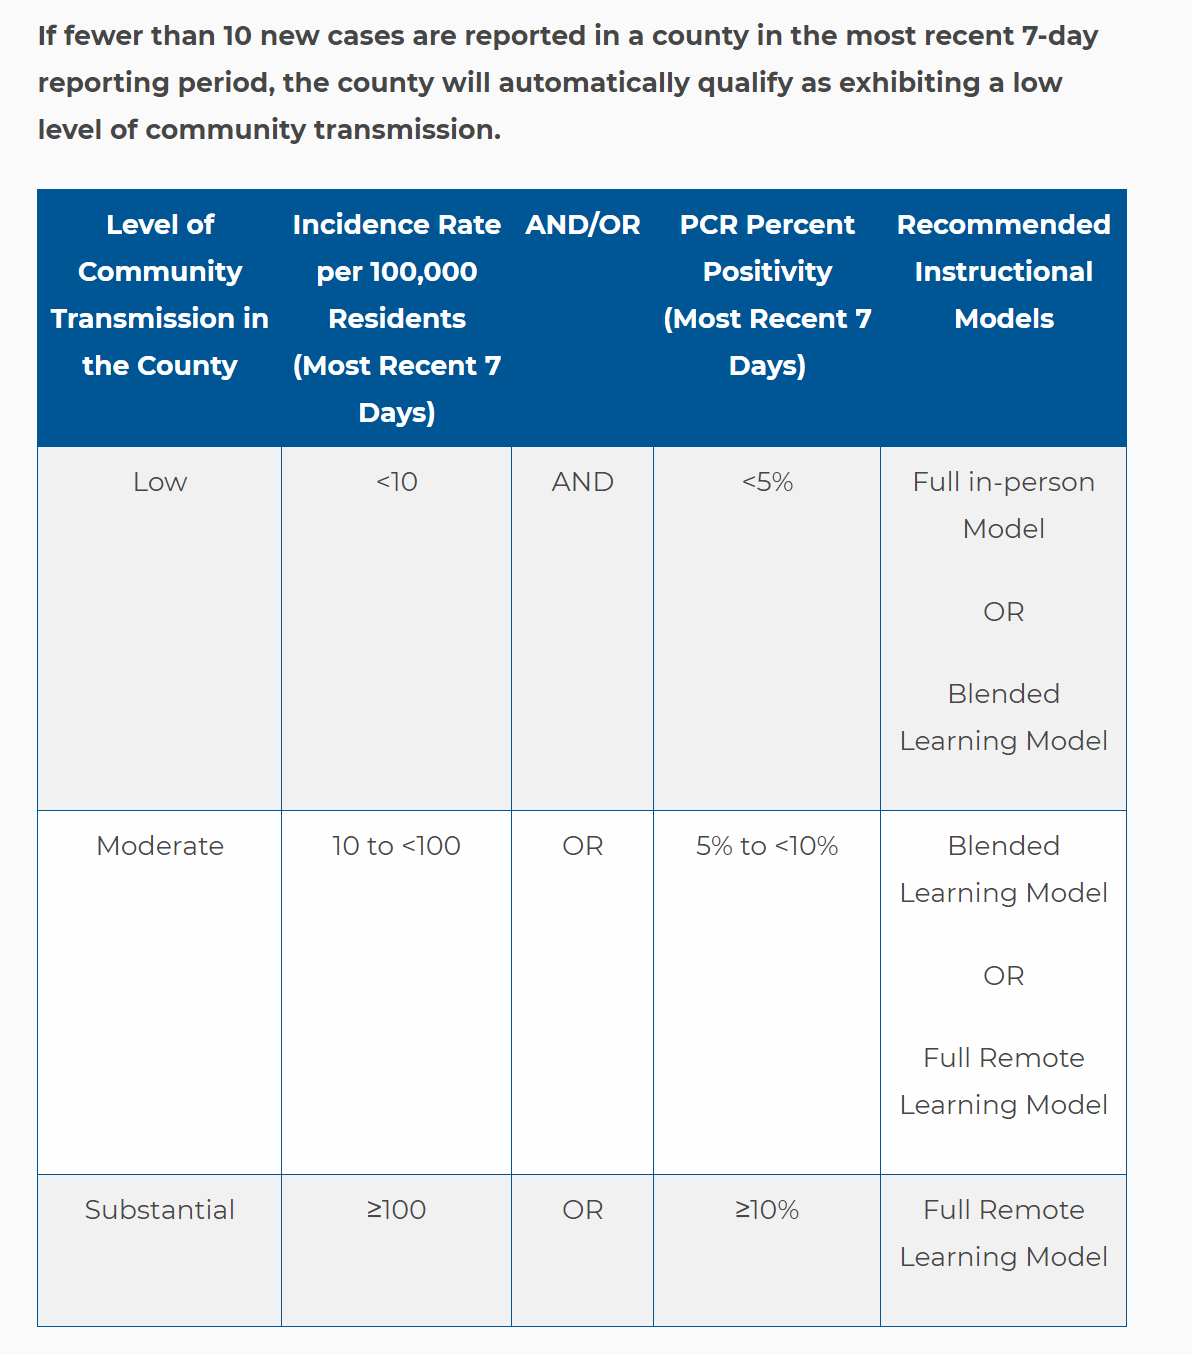 If fewer than 10 new cases are reported in a county in the most recent 7-day
reporting period, the county will automatically qualify as exhibiting a low
level of community transmission.
Level of
Community
Transmission in
the County
Incidence Rate
per 100,000
Residents
(Most Recent 7
Days)
AND/OR
PCR Percent
Positivity
(Most Recent 7
Days)
Recommended
Instructional
Models
Low
<10
AND
<5%
Full in-person
Model
OR
Blended
Learning Model
Moderate
10 to <100
OR
5% to <10%
Blended
Learning Model
OR
Full Remote
Learning Model
Substantial
≥100
OR
≥10%
Full Remote
Learning Model